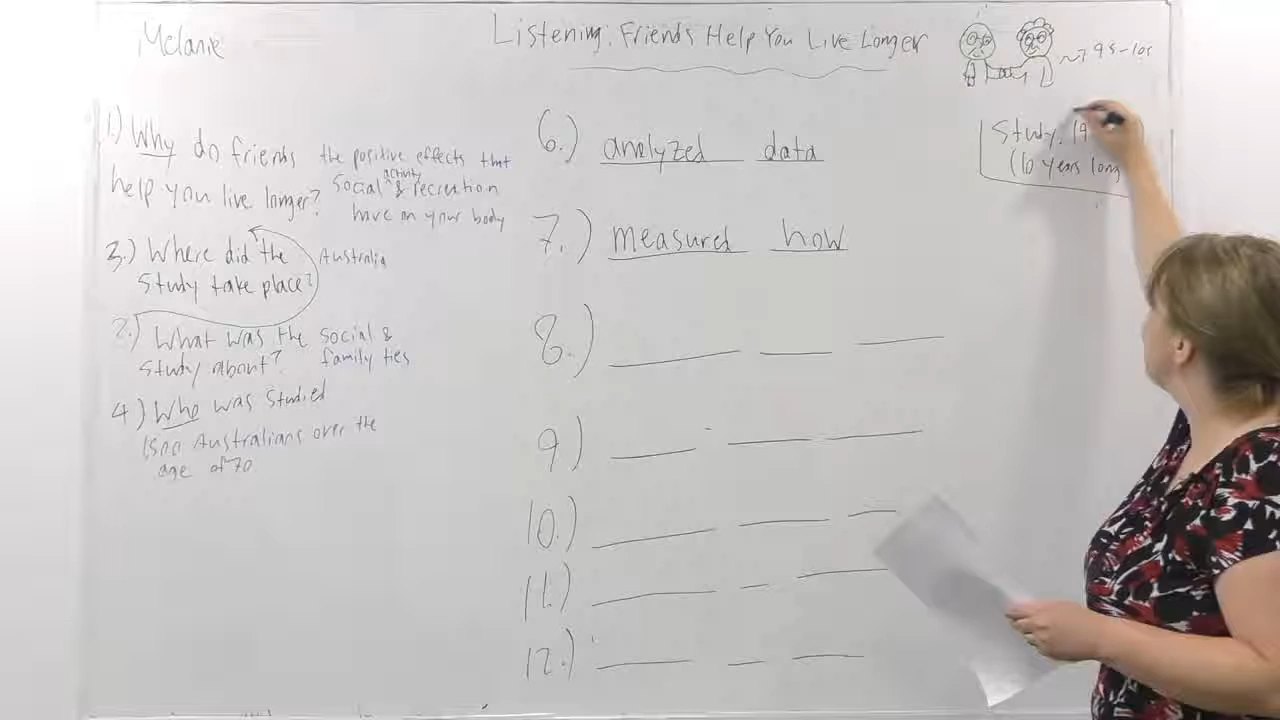 Melanie
Listening: Friends Help You Live Longer
~7 95-105
Study: 19
(10 years long
1.) Why do friends
help you live longer?
the positive effects that
social activity & recreation
have on your body
3.) Where did the
study take place?
Australia
2.) What was the
study about?
social &
family ties
4) Who was studied
1500 Australians over the
age of 70
6.) analyzed data
7.) measured how
8.)
9)
10.)
11.)
12.)